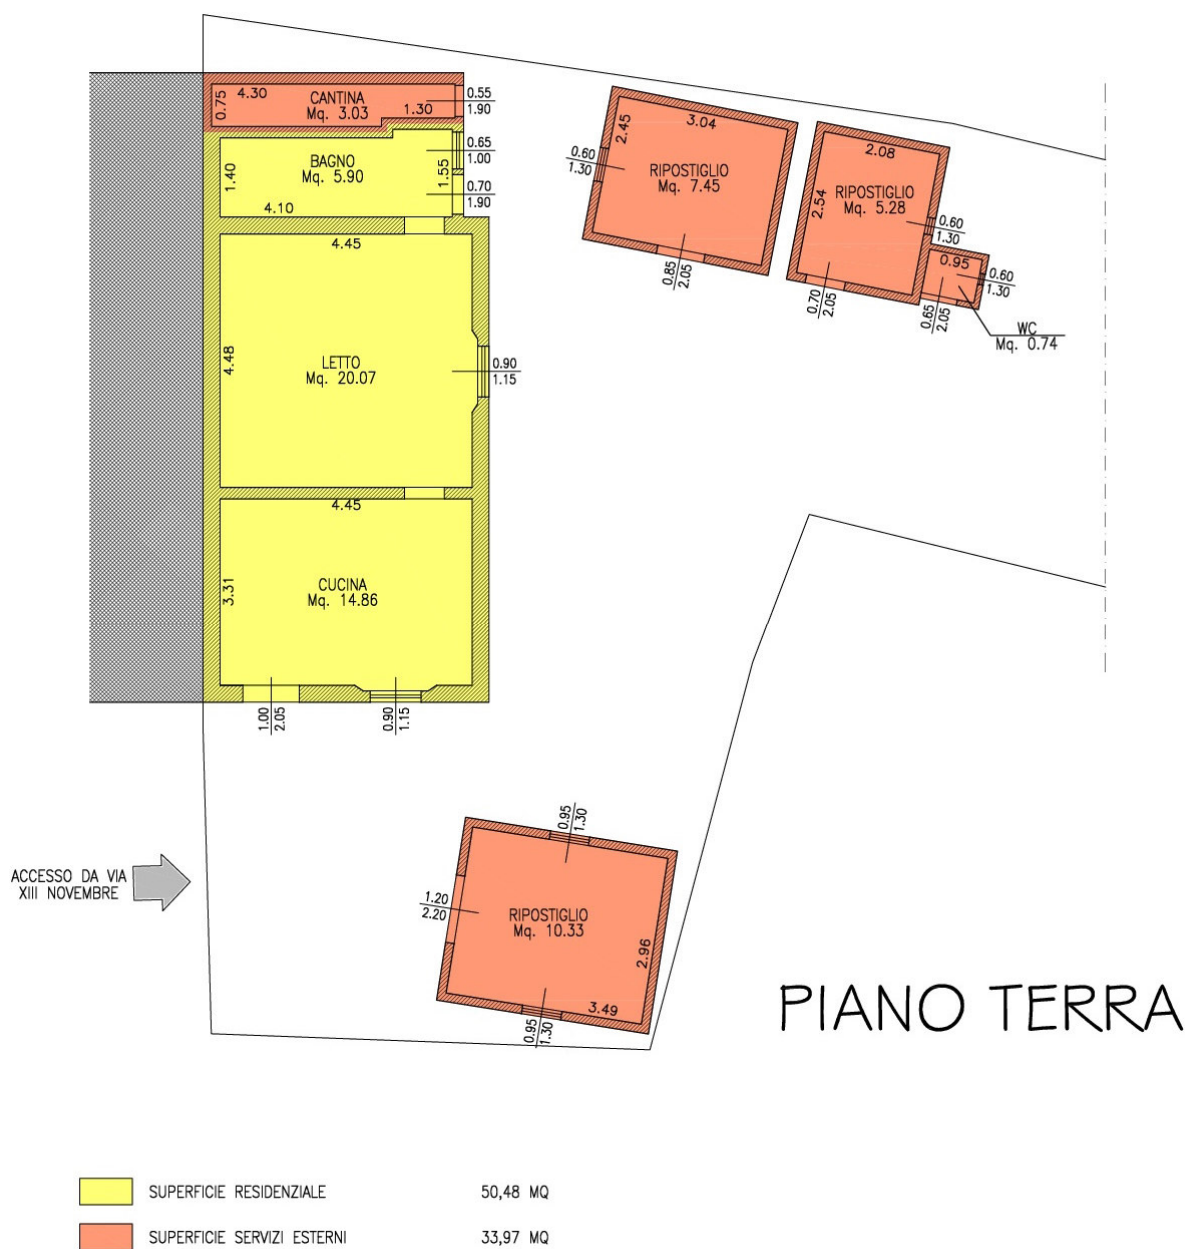 4.30
CANTINA
Mq. 3.03
0.75
1.30
0.55
1.90
BAGNO
Mq. 5.90
1.40
1.55
4.10
0.65
1.00
0.70
1.90
4.45
LETTO
Mq. 20.07
4.48
0.90
1.15
4.45
CUCINA
Mq. 14.86
3.31
1.00
2.05
0.90
1.15
2.45
3.04
RIPOSTIGLIO
Mq. 7.45
0.60
1.30
0.85
2.05
2.08
RIPOSTIGLIO
Mq. 5.28
2.54
0.60
1.30
0.70
2.05
0.95
0.60
1.30
0.65
2.05
WC
Mq. 0.74
ACCESSO DA VIA
XIII NOVEMBRE
0.95
1.30
1.20
2.20
RIPOSTIGLIO
Mq. 10.33
2.96
3.49
0.95
1.30
PIANO TERRA
SUPERFICIE RESIDENZIALE 50,48 MQ
SUPERFICIE SERVIZI ESTERNI 33,97 MQ